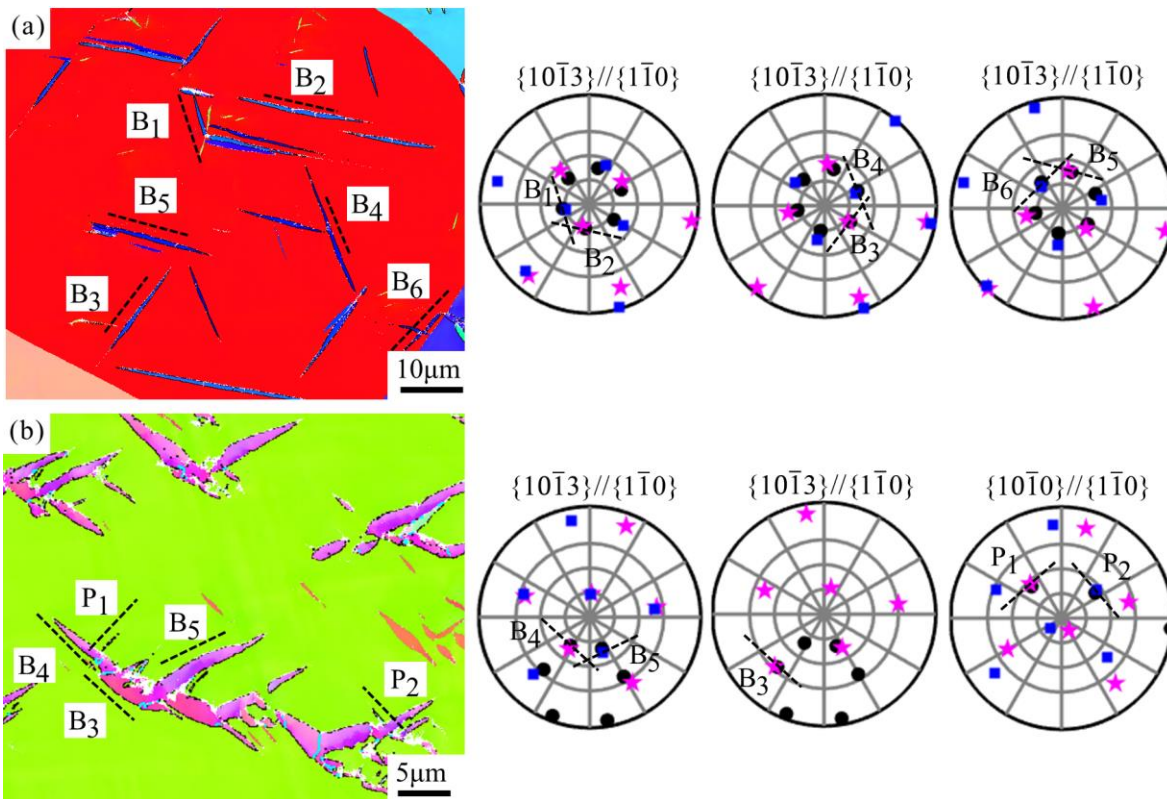 (a)
B1
B2
B5
B4
B3
B6
10μm
{101̄3}//{11̄0}
{101̄3}//{11̄0}
{101̄3}//{11̄0}
B1
B2
B4
B3
B5
B6
(b)
P1
B5
B4
B3
P2
5μm
{101̄3}//{11̄0}
{101̄3}//{11̄0}
{101̄0}//{11̄0}
B4
B5
B3
P1
P2